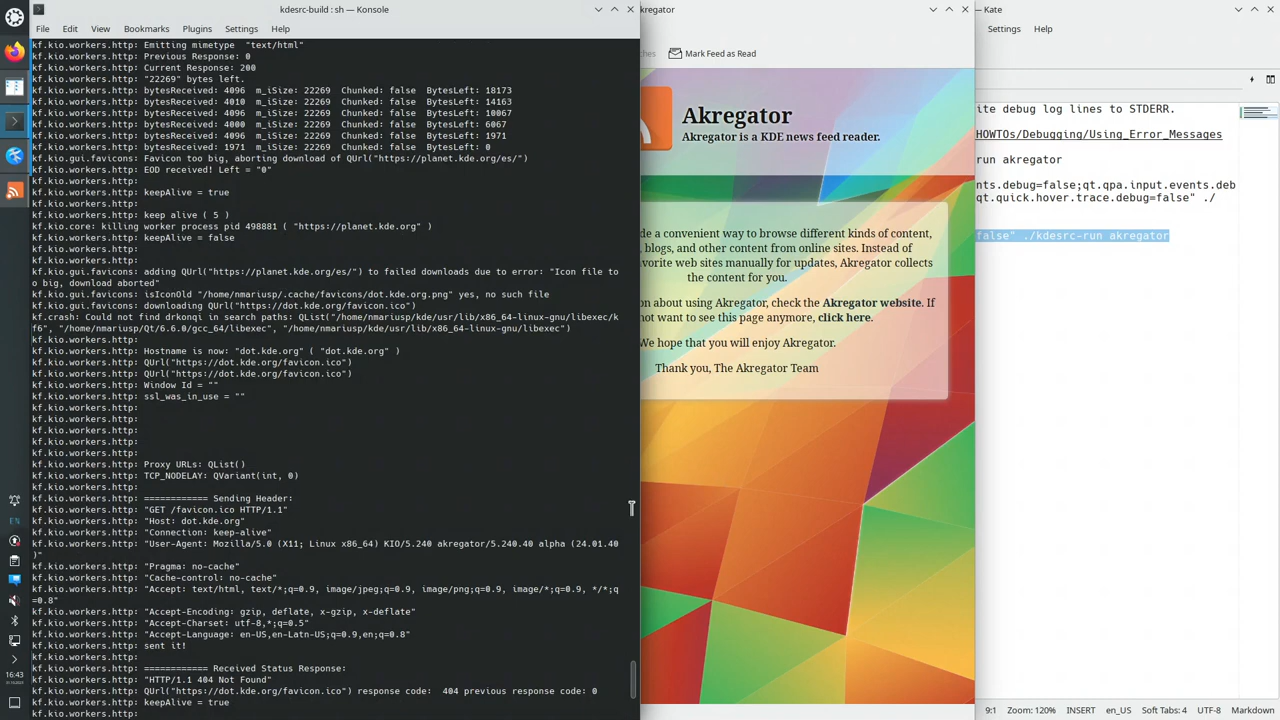 kdesrc-build : sh — Konsole
File Edit View Bookmarks Plugins Settings Help
kf.kio.workers.http: Emitting mimetype  "text/html"
kf.kio.workers.http: Previous Response: 0
kf.kio.workers.http: Current Response: 200
kf.kio.workers.http: "22269" bytes left.
kf.kio.workers.http: bytesReceived: 4096  m_iSize: 22269  Chunked: false  BytesLeft: 18173
kf.kio.workers.http: bytesReceived: 4010  m_iSize: 22269  Chunked: false  BytesLeft: 14163
kf.kio.workers.http: bytesReceived: 4096  m_iSize: 22269  Chunked: false  BytesLeft: 10067
kf.kio.workers.http: bytesReceived: 4000  m_iSize: 22269  Chunked: false  BytesLeft: 6067
kf.kio.workers.http: bytesReceived: 4096  m_iSize: 22269  Chunked: false  BytesLeft: 1971
kf.kio.workers.http: bytesReceived: 1971  m_iSize: 22269  Chunked: false  BytesLeft: 0
kf.kio.gui.favicons: Favicon too big, aborting download of QUrl("https://planet.kde.org/es/")
kf.kio.workers.http: EOD received! Left = "0"
kf.kio.workers.http:
kf.kio.workers.http: keepAlive = true
kf.kio.workers.http:
kf.kio.workers.http: keep alive ( 5 )
kf.kio.core: killing worker process pid 498881 ( "https://planet.kde.org" )
kf.kio.workers.http: keepAlive = false
kf.kio.workers.http:
kf.kio.workers.http:
kf.kio.gui.favicons: adding QUrl("https://planet.kde.org/es/") to failed downloads due to error: "Icon file to
o big, download aborted"
kf.kio.gui.favicons: isIconOld "/home/nmariusp/.cache/favicons/dot.kde.org.png" yes, no such file
kf.kio.gui.favicons: downloading QUrl("https://dot.kde.org/favicon.ico")
kf.crash: Could not find drkonqi in search paths: QList("/home/nmariusp/kde/usr/lib/x86_64-linux-gnu/libexec/k
f6", "/home/nmariusp/Qt/6.6.0/gcc_64/libexec", "/home/nmariusp/kde/usr/lib/x86_64-linux-gnu/libexec")
kf.kio.workers.http:
kf.kio.workers.http: Hostname is now: "dot.kde.org" ( "dot.kde.org" )
kf.kio.workers.http: QUrl("https://dot.kde.org/favicon.ico")
kf.kio.workers.http: QUrl("https://dot.kde.org/favicon.ico")
kf.kio.workers.http: Window Id = ""
kf.kio.workers.http: ssl_was_in_use = ""
kf.kio.workers.http:
kf.kio.workers.http:
kf.kio.workers.http:
kf.kio.workers.http:
kf.kio.workers.http:
kf.kio.workers.http: Proxy URLs: QList()
kf.kio.workers.http: TCP_NODELAY: QVariant(int, 0)
kf.kio.workers.http:
kf.kio.workers.http: ============ Sending Header:
kf.kio.workers.http: "GET /favicon.ico HTTP/1.1"
kf.kio.workers.http: "Host: dot.kde.org"
kf.kio.workers.http: "Connection: keep-alive"
kf.kio.workers.http: "User-Agent: Mozilla/5.0 (X11; Linux x86_64) KIO/5.240 akregator/5.240.40 alpha (24.01.40
)"
kf.kio.workers.http: "Pragma: no-cache"
kf.kio.workers.http: "Cache-control: no-cache"
kf.kio.workers.http: "Accept: text/html, text/*;q=0.9, image/jpeg;q=0.9, image/png;q=0.9, image/*;q=0.9, */*;q
=0.8"
kf.kio.workers.http: "Accept-Encoding: gzip, deflate, x-gzip, x-deflate"
kf.kio.workers.http: "Accept-Charset: utf-8,*;q=0.5"
kf.kio.workers.http: "Accept-Language: en-US,en-Latn-US;q=0.9,en;q=0.8"
kf.kio.workers.http: sent it!
kf.kio.workers.http:
kf.kio.workers.http: ============ Received Status Response:
kf.kio.workers.http: "HTTP/1.1 404 Not Found"
kf.kio.workers.http: QUrl("https://dot.kde.org/favicon.ico") response code:  404 previous response code: 0
kf.kio.workers.http: keepAlive = true
kf.kio.workers.http:
EN
16:43
kregator
Mark Feed as Read
Akregator
Akregator is a KDE news feed reader.
de a convenient way to browse different kinds of content,
blogs, and other content from online sites. Instead of
vorite web sites manually for updates, Akregator collects
the content for you.
on about using Akregator, check the Akregator website. If
not want to see this page anymore, click here.
We hope that you will enjoy Akregator.
Thank you, The Akregator Team
— Kate
Settings Help
ite debug log lines to STDERR.
HOWTOs/Debugging/Using_Error_Messages
run akregator
nts.debug=false;qt.qpa.input.events.deb
qt.quick.hover.trace.debug=false" ./
false" ./kdesrc-run akregator
9:1 Zoom: 120% INSERT en_US Soft Tabs: 4 UTF-8 Markdown